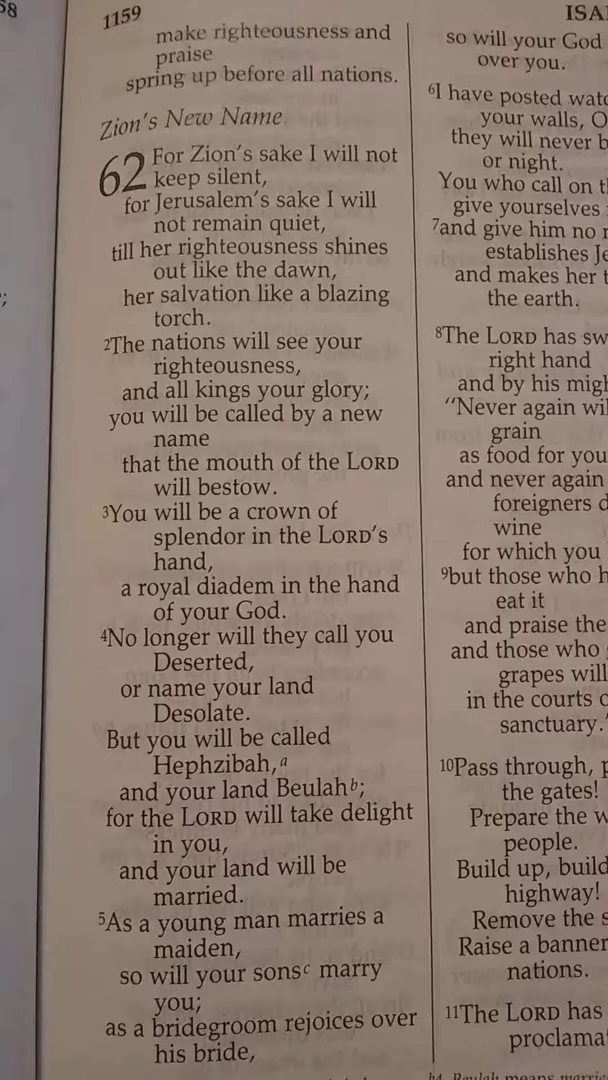 58
1159
make righteousness and
praise
spring up before all nations.
Zion's New Name
62 For Zion's sake I will not
keep silent,
for Jerusalem's sake I will
not remain quiet,
till her righteousness shines
out like the dawn,
her salvation like a blazing
torch.
2The nations will see your
righteousness,
and all kings your glory;
you will be called by a new
name
that the mouth of the LORD
will bestow.
3You will be a crown of
splendor in the LORD's
hand,
a royal diadem in the hand
of your God.
4No longer will they call you
Deserted,
or name your land
Desolate.
But you will be called
Hephzibah,a
and your land Beulahb;
for the LORD will take delight
in you,
and your land will be
married.
5As a young man marries a
maiden,
so will your sonsc marry
you;
as a bridegroom rejoices over
his bride,
so will your God
over you.
6I have posted
your walls,
they will never
or night.
You who call on
give yourselves
7and give him no
establishes
and makes her
the earth.
8The LORD has
right hand
and by his
"Never again
grain
as food for you
and never again
foreigners
wine
for which you
9but those who
eat it
and praise the
and those who
grapes will
in the courts
sanctuary."
10Pass through,
the gates!
Prepare the
people.
Build up, build
highway!
Remove the
Raise a banner
nations.
11The LORD has